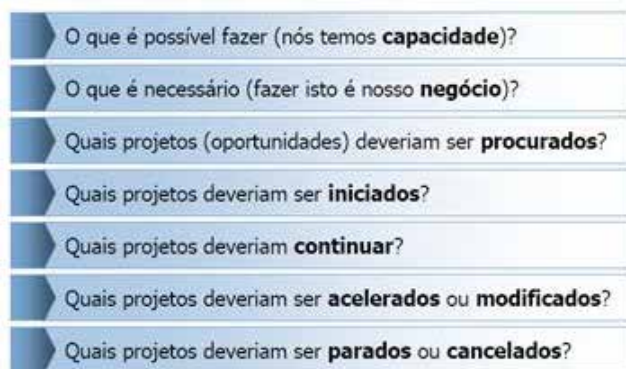 O que é possível fazer (nós temos capacidade)?
O que é necessário (fazer isto é nosso negócio)?
Quais projetos (oportunidades) deveriam ser procurados?
Quais projetos deveriam ser iniciados?
Quais projetos deveriam continuar?
Quais projetos deveriam ser acelerados ou modificados?
Quais projetos deveriam ser parados ou cancelados?